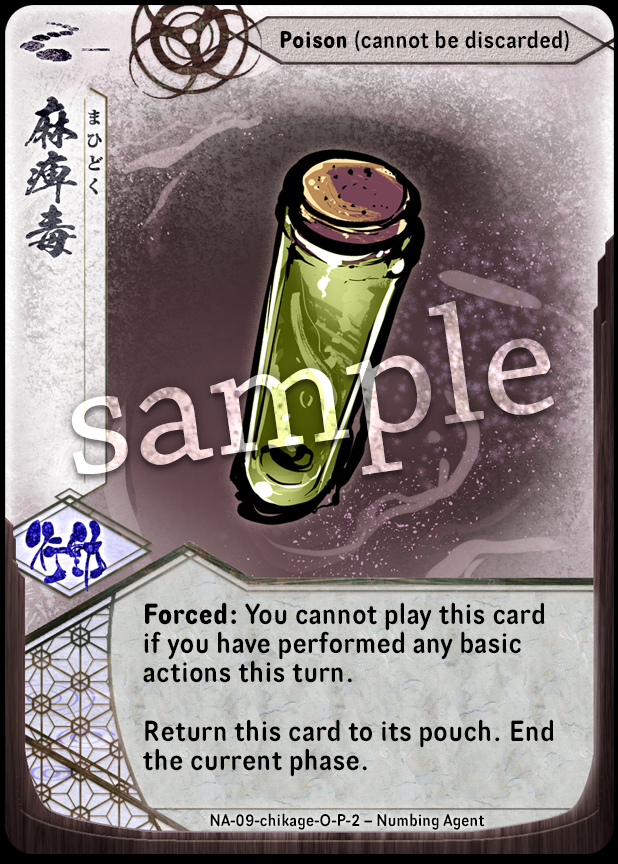 Poison (cannot be discarded)
麻痺毒
まひどく
sample
行動
Forced: You cannot play this card
if you have performed any basic
actions this turn.
Return this card to its pouch. End
the current phase.
NA-09-chikage-O-P-2 – Numbing Agent